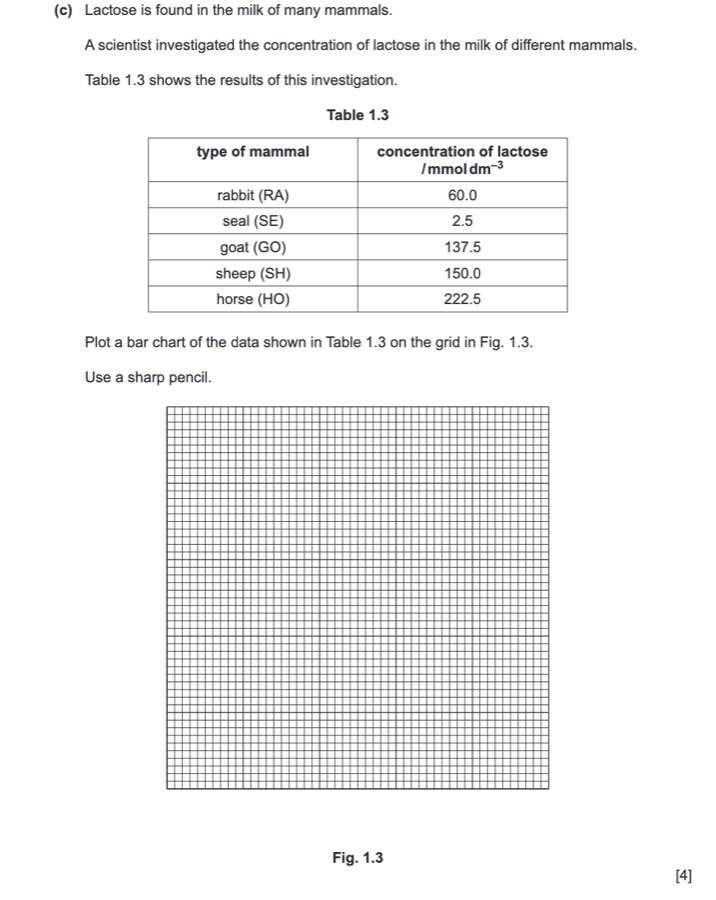 (c) Lactose is found in the milk of many mammals.
A scientist investigated the concentration of lactose in the milk of different mammals.
Table 1.3 shows the results of this investigation.
Table 1.3
type of mammal concentration of lactose
/mmol dm⁻³
rabbit (RA) 60.0
seal (SE) 2.5
goat (GO) 137.5
sheep (SH) 150.0
horse (HO) 222.5
Plot a bar chart of the data shown in Table 1.3 on the grid in Fig. 1.3.
Use a sharp pencil.
Fig. 1.3
[4]